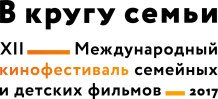 В кругу семьи
XII Международный
кинофестиваль семейных
и детских фильмов 2017